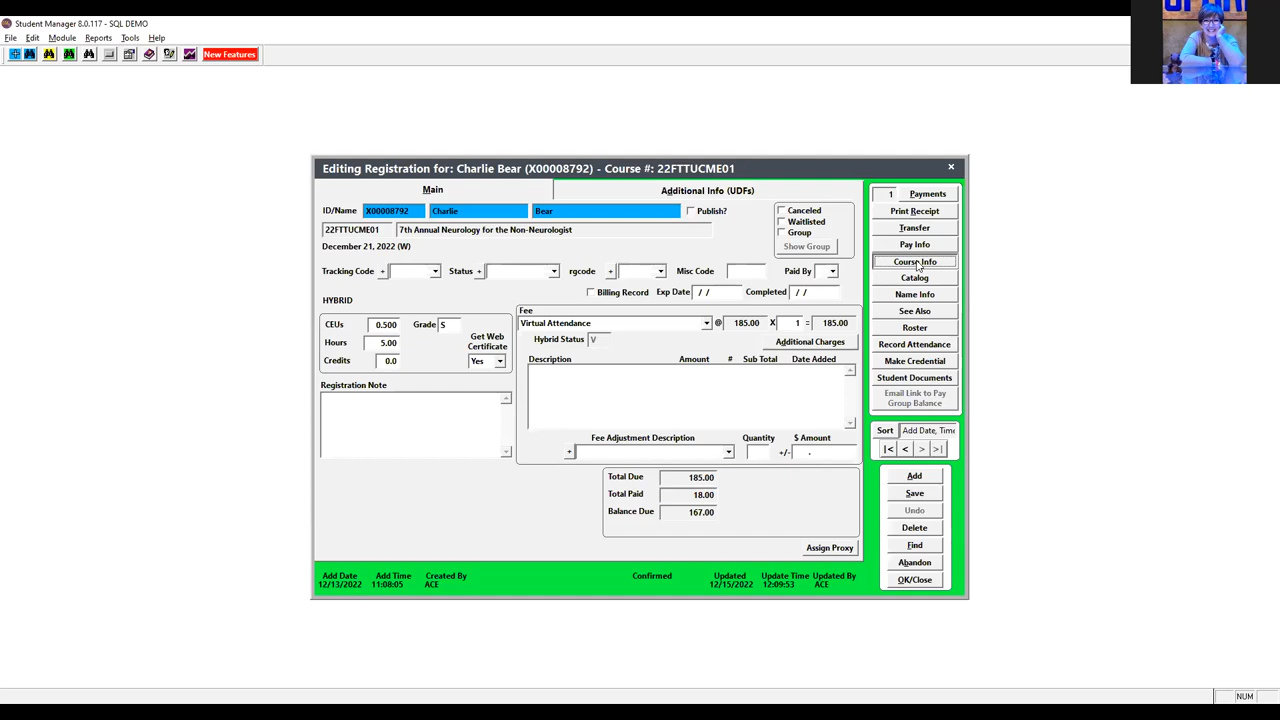 Student Manager 8.0.117 - SQL DEMO
File Edit Module Reports Tools Help
New Features
Editing Registration for: Charlie Bear (X00008792) - Course #: 22FTTUCME01 ×
Main Additional Info (UDFs)
ID/Name X00008792 Charlie Bear Publish?
22FTTUCME01 7th Annual Neurology for the Non-Neurologist
December 21, 2022 (W)
Canceled
Waitlisted
Group
Show Group
Tracking Code + Status + rgcode + Misc Code Paid By
Billing Record Exp Date / / Completed / /
HYBRID
CEUs 0.500 Grade S
Hours 5.00
Credits 0.0
Get Web
Certificate
Yes
Registration Note
Fee
Virtual Attendance @ 185.00 X 1 = 185.00
Hybrid Status V Additional Charges
Description Amount # Sub Total Date Added
Fee Adjustment Description Quantity $ Amount
+ +/- .
Total Due 185.00
Total Paid 18.00
Balance Due 167.00
Assign Proxy
Add Date Add Time Created By Confirmed Updated Update Time Updated By
12/13/2022 11:08:05 ACE 12/15/2022 12:09:53 ACE
1 Payments
Print Receipt
Transfer
Pay Info
Course Info
Catalog
Name Info
See Also
Roster
Record Attendance
Make Credential
Student Documents
Email Link to Pay
Group Balance
Sort Add Date, Time
|< < > >|
Add
Save
Undo
Delete
Find
Abandon
OK/Close
NUM